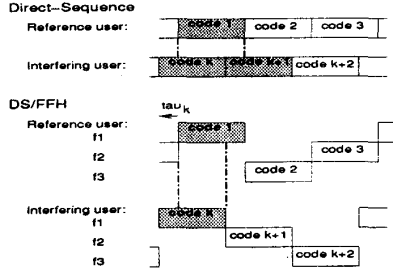 Direct-Sequence
Reference user: code 1 code 2 code 3
Interfering user: code k code k+1 code k+2
DS/FFH
tau k
Reference user:
f1 code 1
f2 code 3
f3 code 2
Interfering user: code k
f1
f2 code k+1
f3 code k+2